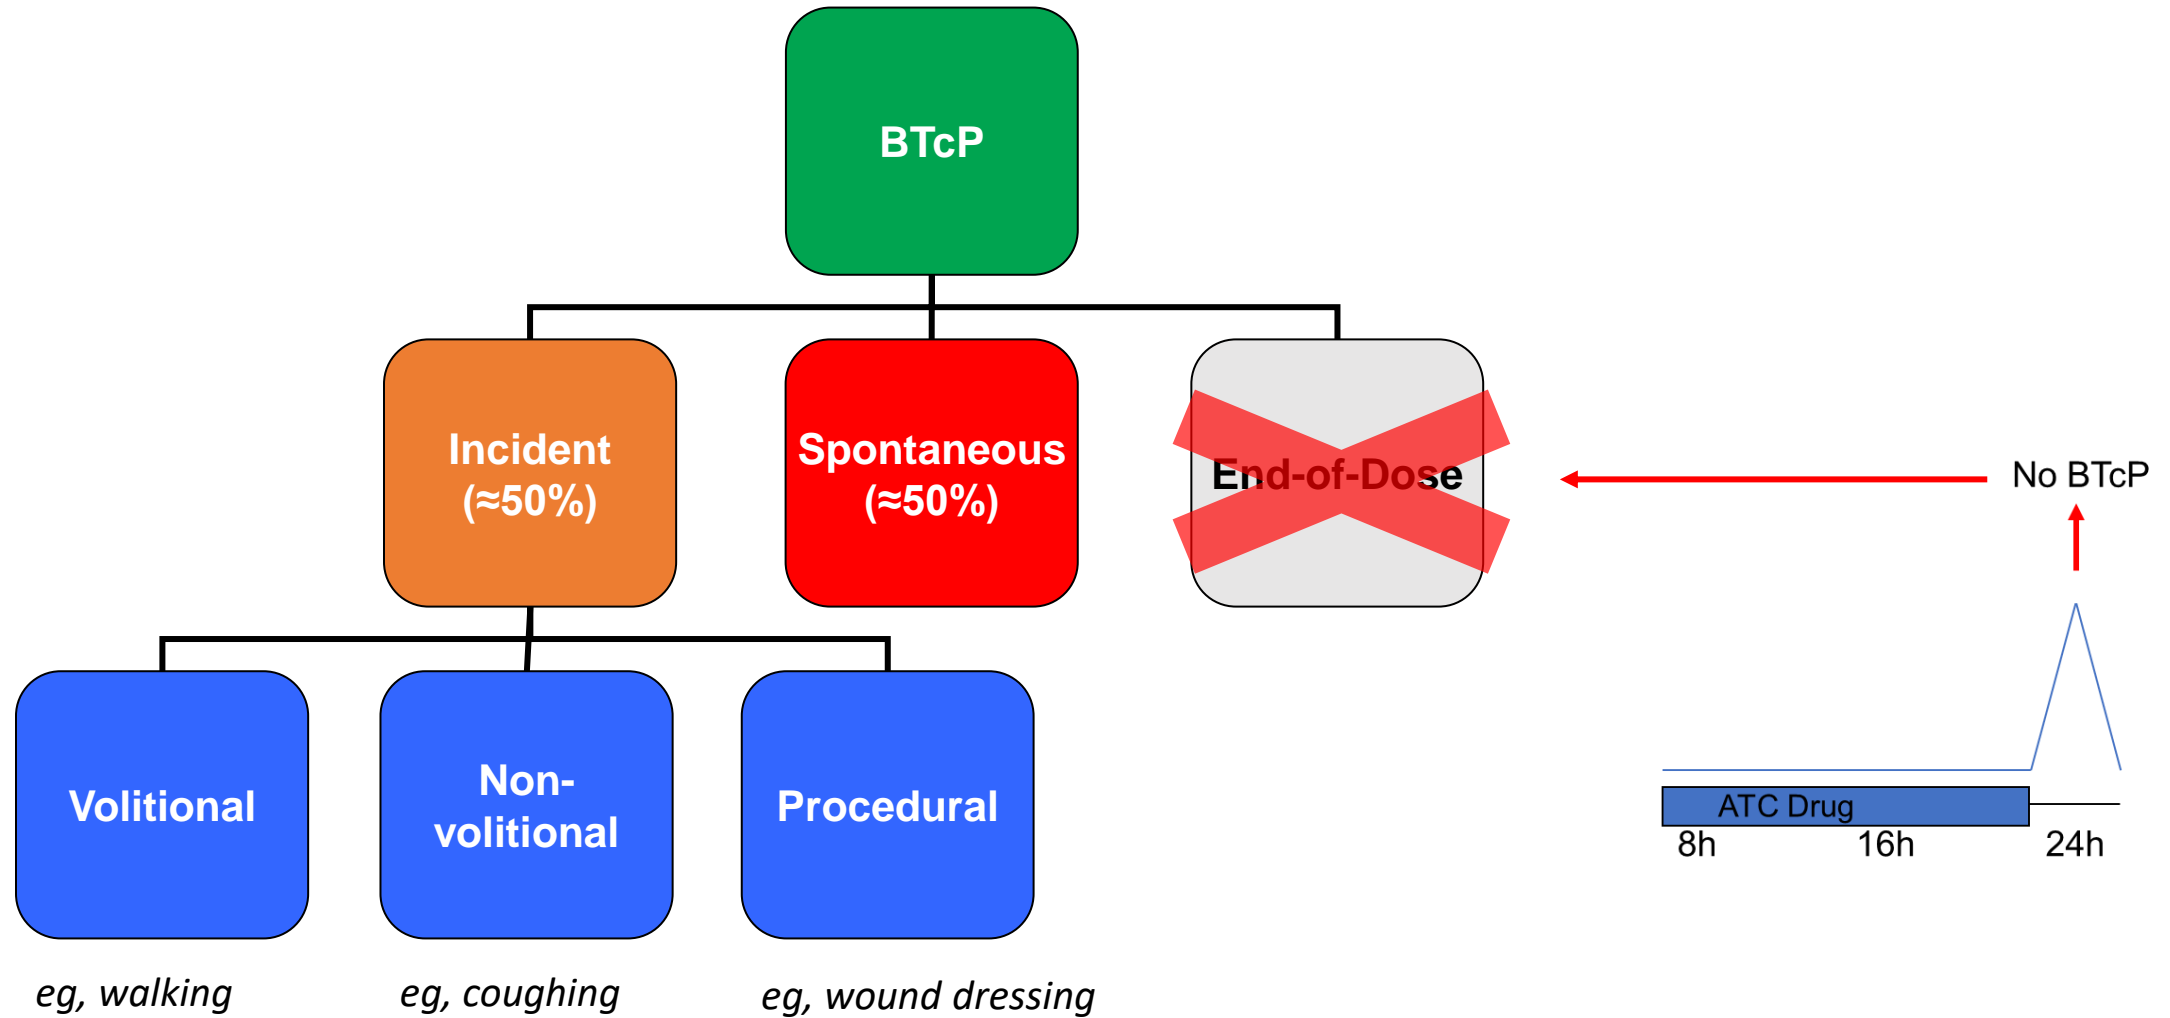 BTcP
Incident
(≈50%)
Spontaneous
(≈50%)
End-of-Dose
No BTcP
Volitional
Non-
volitional
Procedural
ATC Drug
8h 16h 24h
eg, walking
eg, coughing
eg, wound dressing